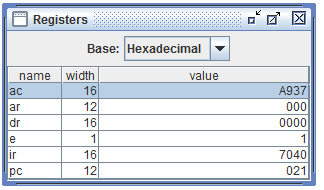 Registers
Base: Hexadecimal
name width value
ac 16 A937
ar 12 000
dr 16 0000
e 1 1
ir 16 7040
pc 12 021